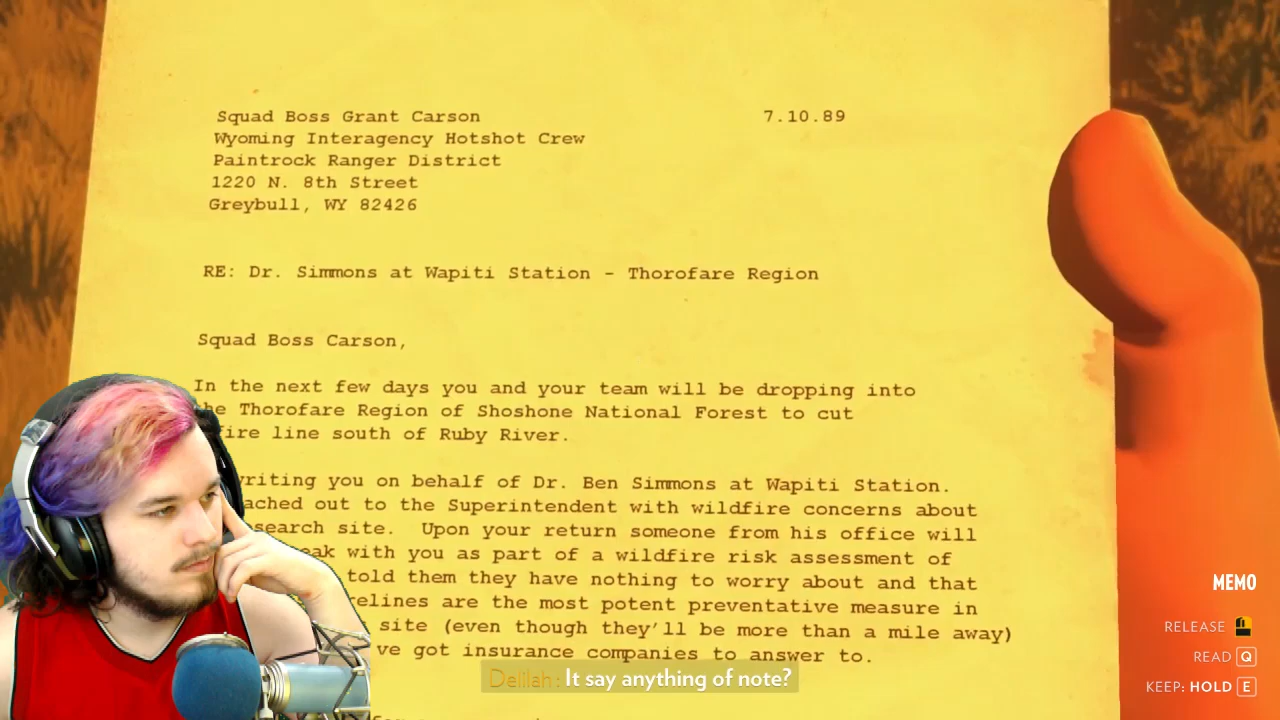 Squad Boss Grant Carson 7.10.89
Wyoming Interagency Hotshot Crew
Paintrock Ranger District
1220 N. 8th Street
Greybull, WY 82426
RE: Dr. Simmons at Wapiti Station - Thorofare Region
Squad Boss Carson,
In the next few days you and your team will be dropping into
the Thorofare Region of Shoshone National Forest to cut
fire line south of Ruby River.
writing you on behalf of Dr. Ben Simmons at Wapiti Station.
ached out to the Superintendent with wildfire concerns about
search site. Upon your return someone from his office will
eak with you as part of a wildfire risk assessment of
told them they have nothing to worry about and that
relines are the most potent preventative measure in
site (even though they'll be more than a mile away)
ve got insurance companies to answer to.
Delilah: It say anything of note?
MEMO
RELEASE
READ Q
KEEP: HOLD E